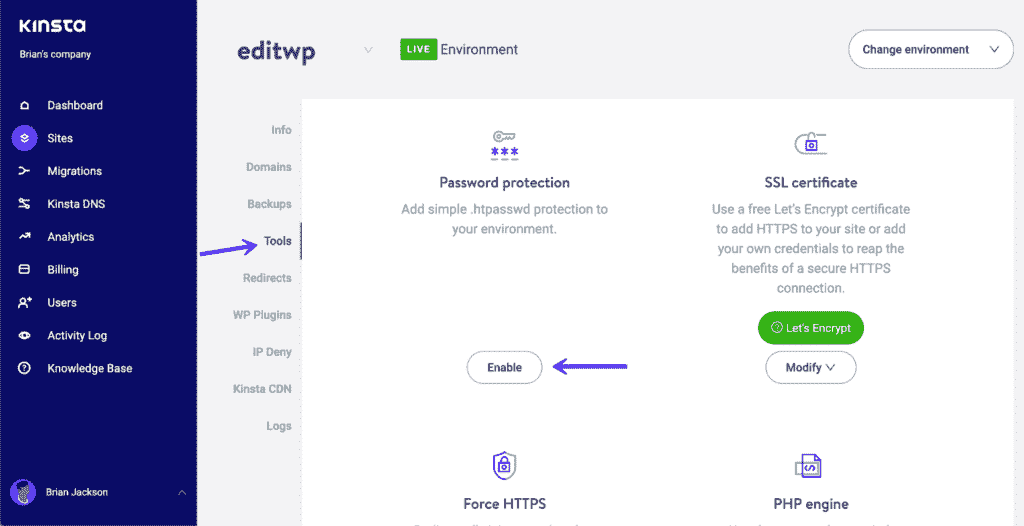 KINSTA
Brian's company
Dashboard
Sites
Migrations
Kinsta DNS
Analytics
Billing
Users
Activity Log
Knowledge Base
Brian Jackson
editwp
LIVE Environment
Change environment
Info
Domains
Backups
Tools
Redirects
WP Plugins
IP Deny
Kinsta CDN
Logs
***
Password protection
Add simple .htpasswd protection to
your environment.
Enable
SSL certificate
Use a free Let's Encrypt certificate
to add HTTPS to your site or add
your own credentials to reap the
benefits of a secure HTTPS
connection.
Let's Encrypt
Modify
Force HTTPS
PHP engine